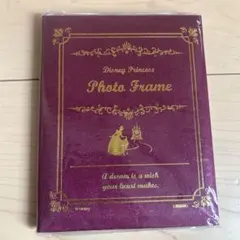 Disney Princess
Photo Frame
A dream is a wish
your heart makes.